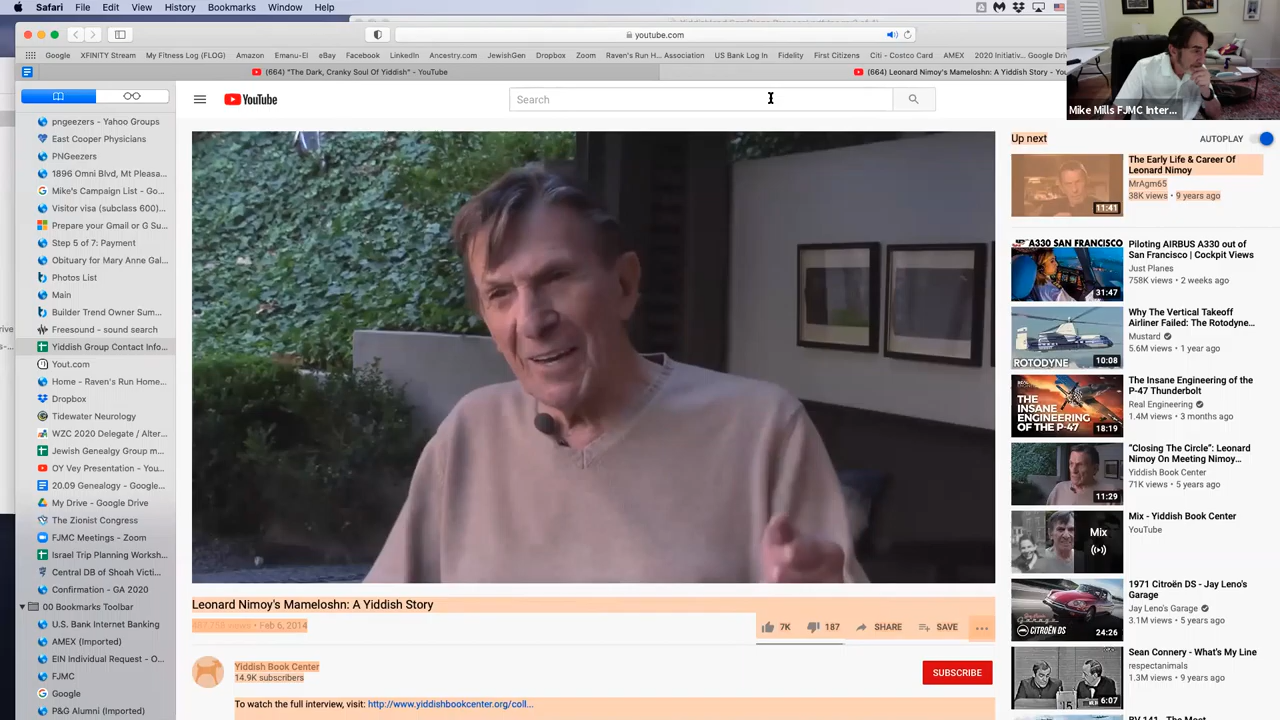 Safari File Edit View History Bookmarks Window Help
youtube.com
Google XFINITY Stream My Fitness Log (FLOG) Amazon Emanu-El eBay Facebook LinkedIn Ancestry.com JewishGen Dropbox Zoom Raven's Run H... Association US Bank Log In Fidelity First Citizens Citi - Costco Card AMEX 2020 Initiativ... Google Driv
(664) "The Dark, Cranky Soul Of Yiddish" - YouTube
(664) Leonard Nimoy's Mameloshn: A Yiddish Story - You
Mike Mills FJMC Inter...
pngeezers - Yahoo Groups
East Cooper Physicians
PNGeezers
1896 Omni Blvd, Mt Pleasa...
Mike's Campaign List - Go...
Visitor visa (subclass 600)...
Prepare your Gmail or G Su...
Step 5 of 7: Payment
Obituary for Mary Anne Gal...
Photos List
Main
Builder Trend Owner Sum...
Freesound - sound search
Yiddish Group Contact Info...
Yout.com
Home - Raven's Run Home...
Dropbox
Tidewater Neurology
WZC 2020 Delegate / Alter...
Jewish Genealgy Group m...
OY Vey Presentation - You...
20.09 Genealogy - Google...
My Drive - Google Drive
The Zionist Congress
FJMC Meetings - Zoom
Israel Trip Planning Worksh...
Central DB of Shoah Victi...
Confirmation - GA 2020
00 Bookmarks Toolbar
U.S. Bank Internet Banking
AMEX (Imported)
EIN Individual Request - O...
FJMC
Google
P&G Alumni (Imported)
YouTube
Search
Leonard Nimoy's Mameloshn: A Yiddish Story
views • Feb 6, 2014
7K 187 SHARE SAVE ...
Yiddish Book Center
14.9K subscribers
SUBSCRIBE
To watch the full interview, visit: http://www.yiddishbookcenter.org/coll...
Up next
AUTOPLAY
11:41
The Early Life & Career Of
Leonard Nimoy
MrAgm65
38K views • 9 years ago
A330 SAN FRANCISCO
31:47
Piloting AIRBUS A330 out of
San Francisco | Cockpit Views
Just Planes
758K views • 2 weeks ago
ROTODYNE
10:08
Why The Vertical Takeoff
Airliner Failed: The Rotodyne...
Mustard
5.6M views • 1 year ago
THE
INSANE
ENGINEERING
OF THE P-47
18:19
The Insane Engineering of the
P-47 Thunderbolt
Real Engineering
1.4M views • 3 months ago
11:29
"Closing The Circle": Leonard
Nimoy On Meeting Nimoy...
Yiddish Book Center
71K views • 5 years ago
Mix
Mix - Yiddish Book Center
YouTube
CITROËN DS
24:26
1971 Citroën DS - Jay Leno's
Garage
Jay Leno's Garage
3.1M views • 5 years ago
15
6:07
Sean Connery - What's My Line
respectanimals
1.3M views • 9 years ago